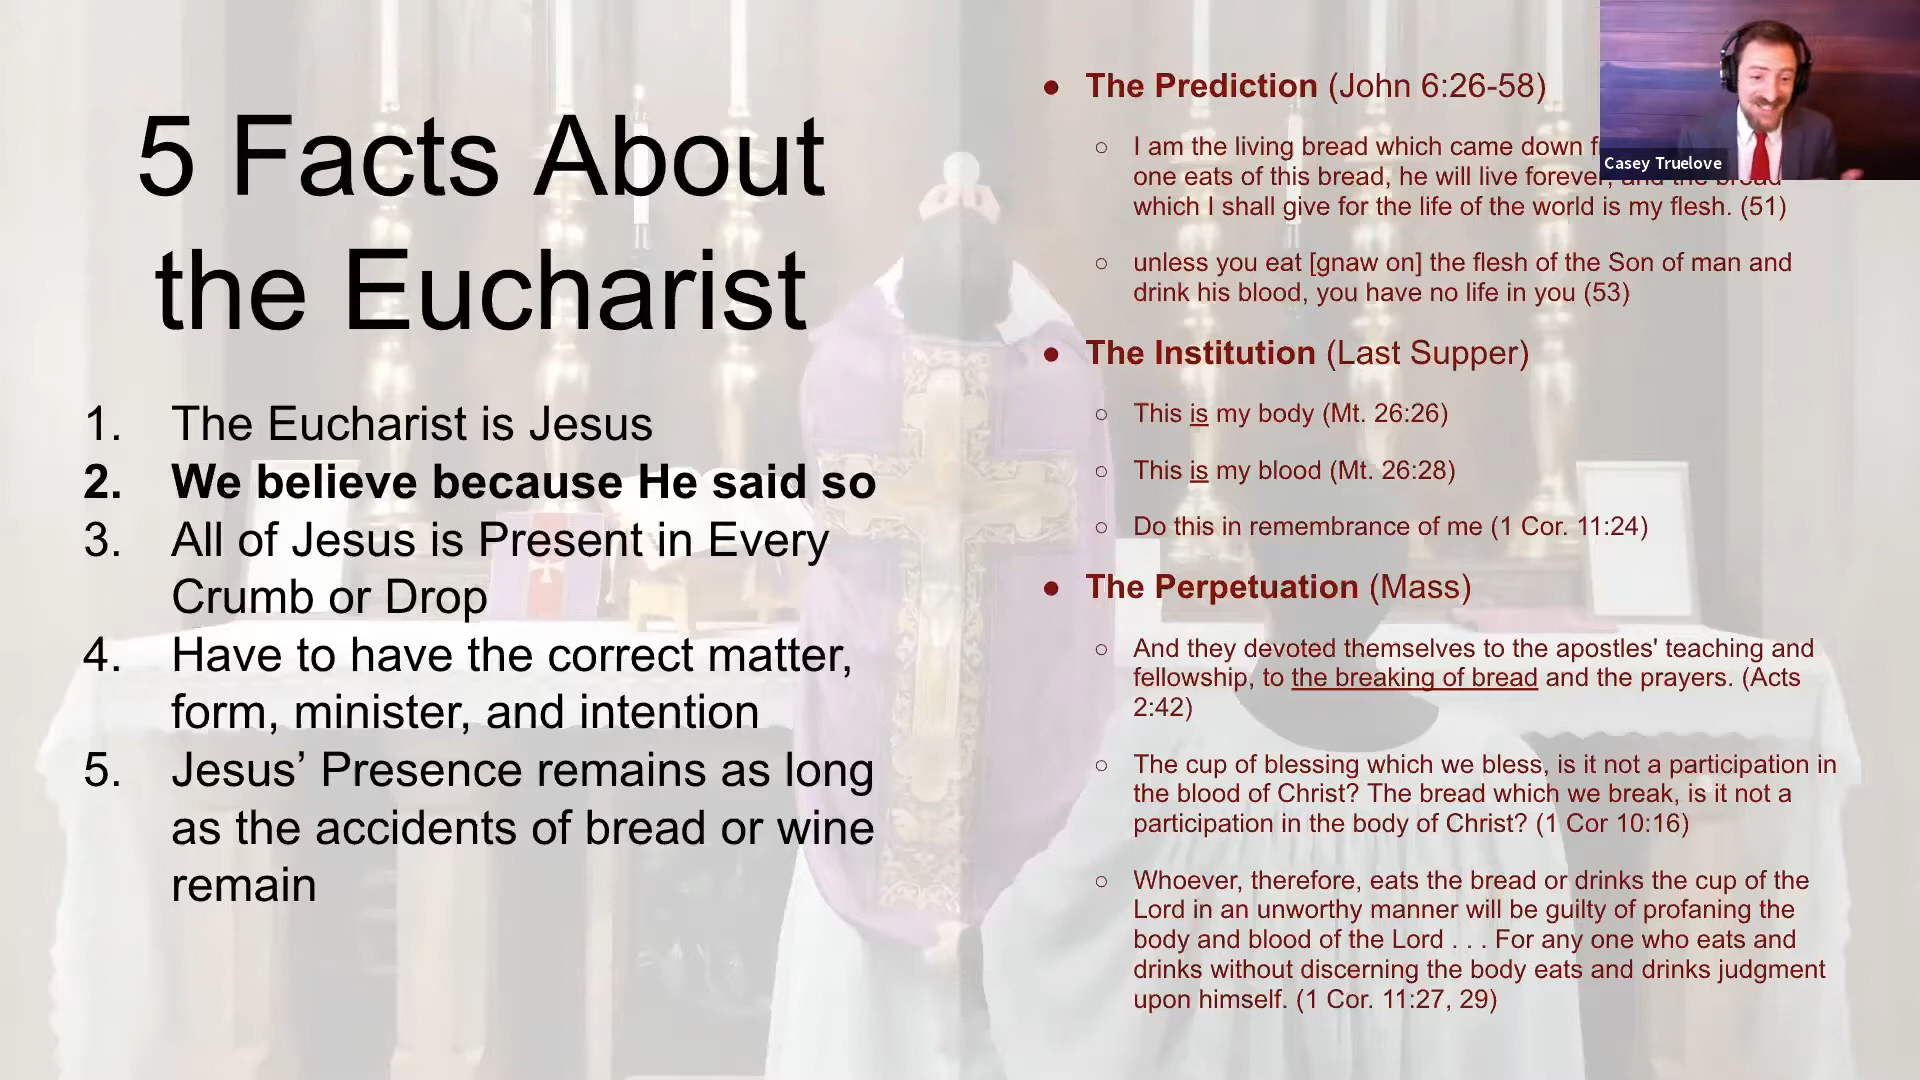 5 Facts About
the Eucharist
1. The Eucharist is Jesus
2. We believe because He said so
3. All of Jesus is Present in Every
Crumb or Drop
4. Have to have the correct matter,
form, minister, and intention
5. Jesus’ Presence remains as long
as the accidents of bread or wine
remain
● The Prediction (John 6:26-58)
○ I am the living bread which came down
one eats of this bread, he will live forever, and the bread
which I shall give for the life of the world is my flesh. (51)
○ unless you eat [gnaw on] the flesh of the Son of man and
drink his blood, you have no life in you (53)
● The Institution (Last Supper)
○ This is my body (Mt. 26:26)
○ This is my blood (Mt. 26:28)
○ Do this in remembrance of me (1 Cor. 11:24)
● The Perpetuation (Mass)
○ And they devoted themselves to the apostles' teaching and
fellowship, to the breaking of bread and the prayers. (Acts
2:42)
○ The cup of blessing which we bless, is it not a participation in
the blood of Christ? The bread which we break, is it not a
participation in the body of Christ? (1 Cor 10:16)
○ Whoever, therefore, eats the bread or drinks the cup of the
Lord in an unworthy manner will be guilty of profaning the
body and blood of the Lord . . . For any one who eats and
drinks without discerning the body eats and drinks judgment
upon himself. (1 Cor. 11:27, 29)
Casey Truelove